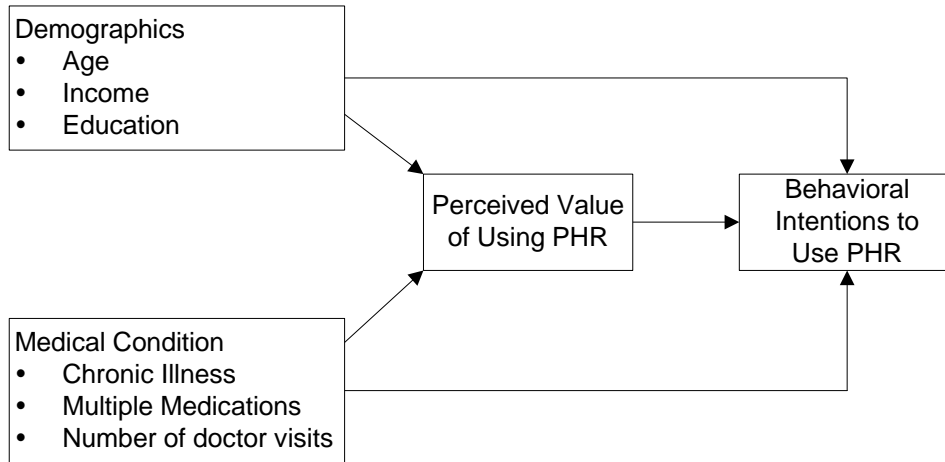 Demographics
• Age
• Income
• Education
Perceived Value
of Using PHR
Behavioral
Intentions to
Use PHR
Medical Condition
• Chronic Illness
• Multiple Medications
• Number of doctor visits